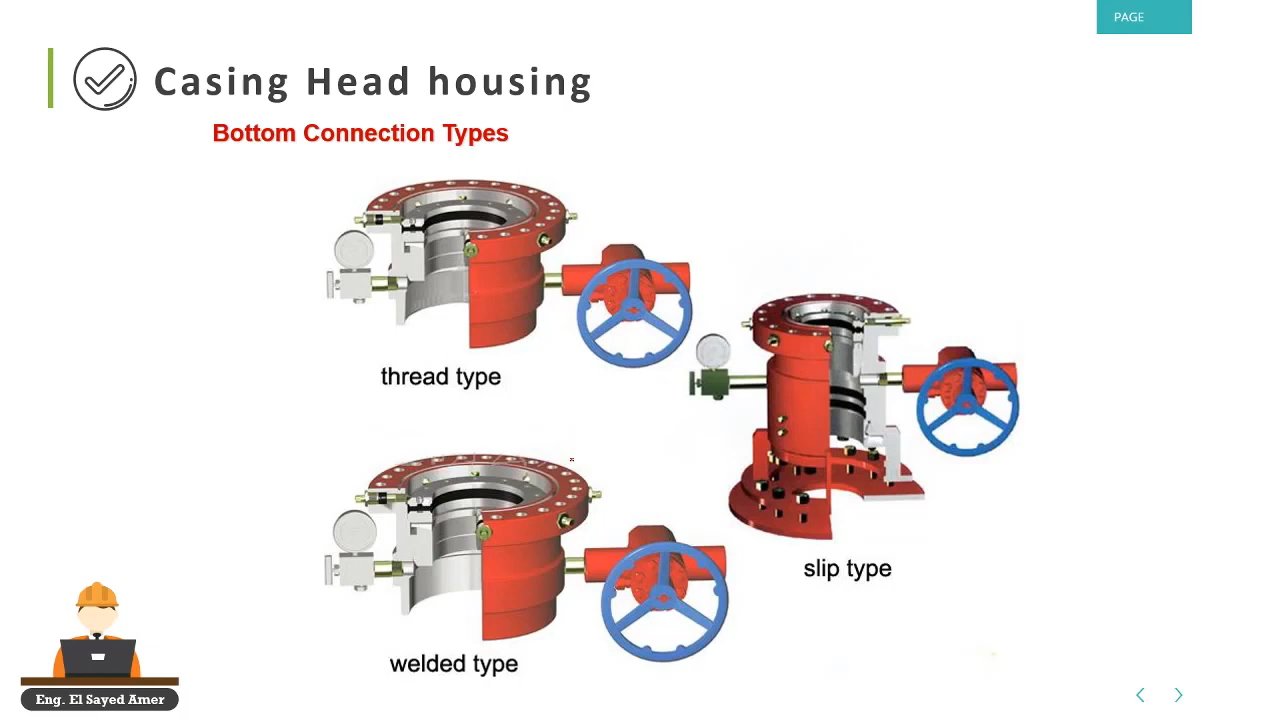 PAGE
Casing Head housing
Bottom Connection Types
thread type
slip type
welded type
Eng. El Sayed Amer